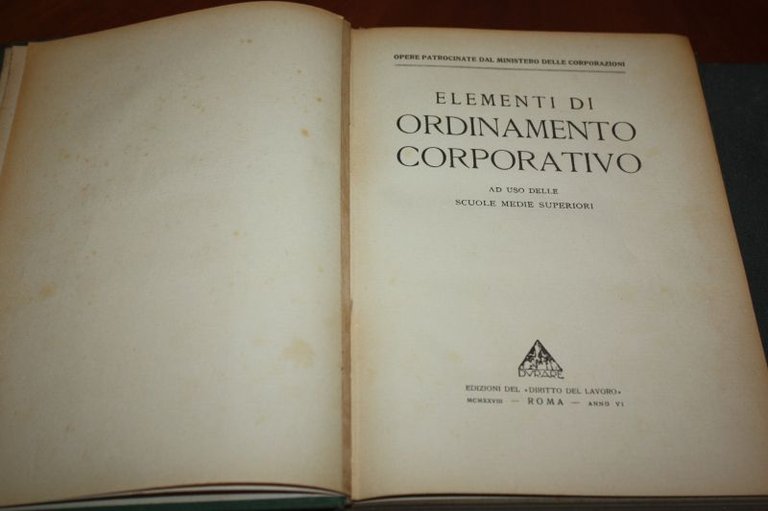 OPERE PATROCINATE DAL MINISTERO DELLE CORPORAZIONI
ELEMENTI DI
ORDINAMENTO
CORPORATIVO
AD USO DELLE
SCUOLE MEDIE SUPERIORI
DVRARE
EDIZIONI DEL «DIRITTO DEL LAVORO»
MCMXXVIII — ROMA — ANNO VI